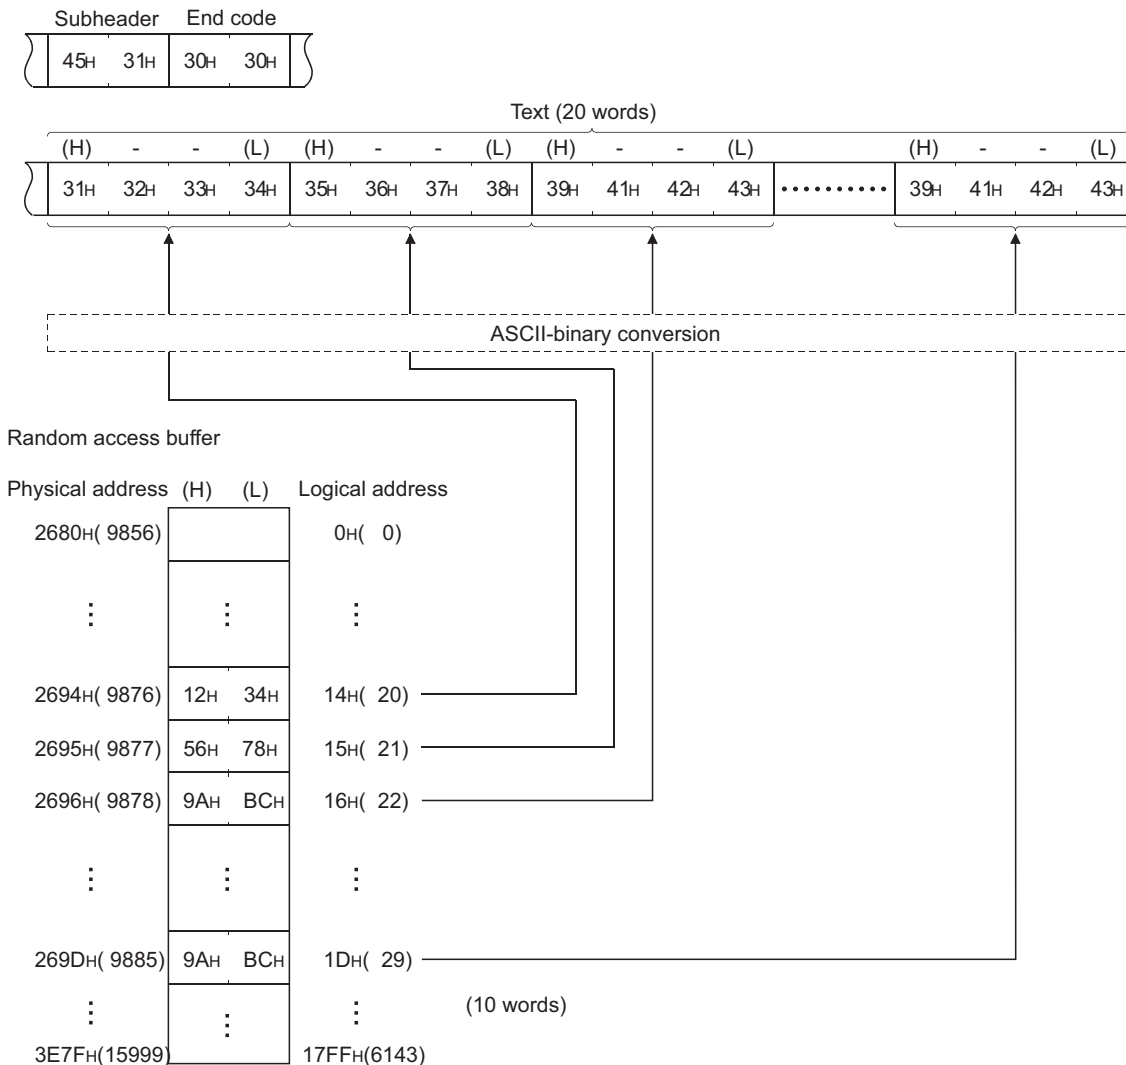 Subheader End code
45H 31H 30H 30H
Text (20 words)
(H) - - (L) (H) - - (L) (H) - - (L) (H) - - (L)
31H 32H 33H 34H 35H 36H 37H 38H 39H 41H 42H 43H 39H 41H 42H 43H
ASCII-binary conversion
Random access buffer
Physical address (H) (L) Logical address
2680H( 9856) 0H( 0)
2694H( 9876) 12H 34H 14H( 20)
2695H( 9877) 56H 78H 15H( 21)
2696H( 9878) 9AH BCH 16H( 22)
269DH( 9885) 9AH BCH 1DH( 29)
(10 words)
3E7FH(15999) 17FFH(6143)